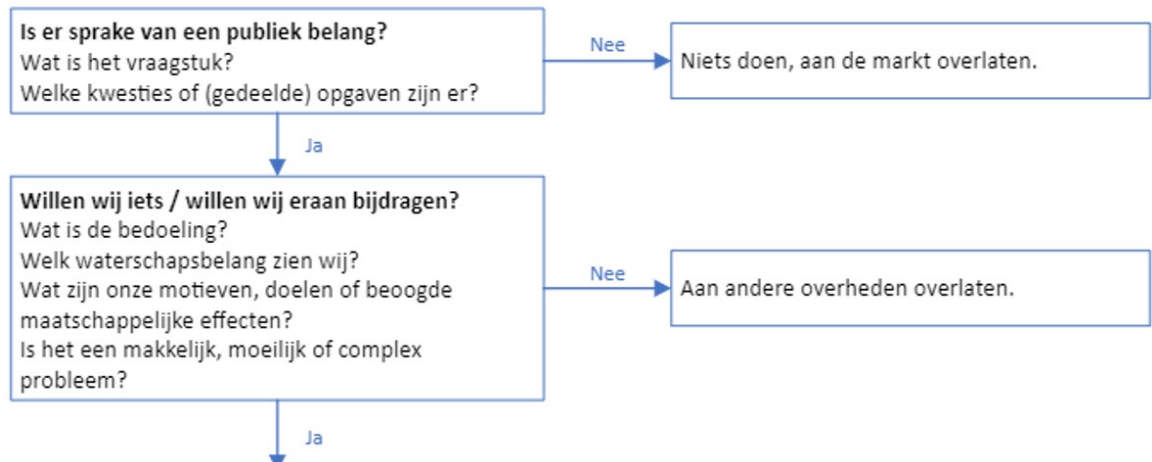 Is er sprake van een publiek belang?
Wat is het vraagstuk?
Welke kwesties of (gedeelde) opgaven zijn er?
Nee
Niets doen, aan de markt overlaten.
Ja
Willen wij iets / willen wij eraan bijdragen?
Wat is de bedoeling?
Welk waterschapsbelang zien wij?
Wat zijn onze motieven, doelen of beoogde
maatschappelijke effecten?
Is het een makkelijk, moeilijk of complex
probleem?
Nee
Aan andere overheden overlaten.
Ja